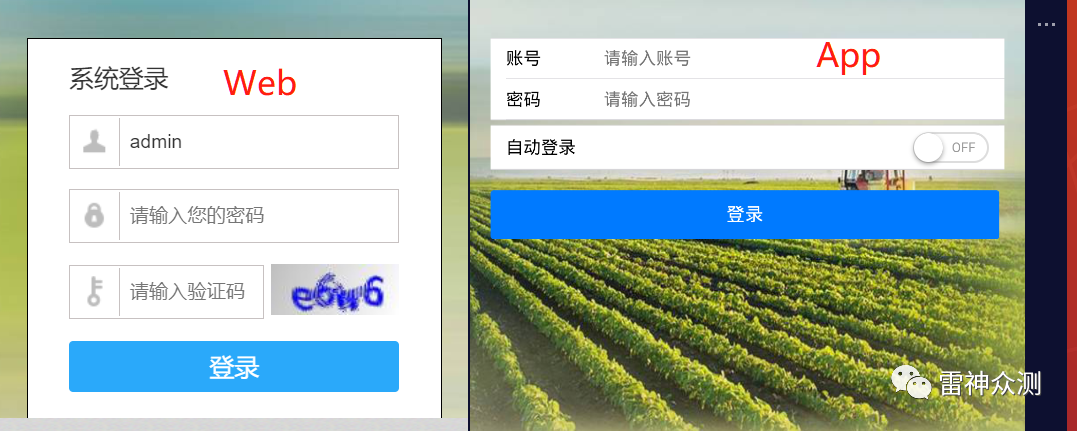 系统登录
Web
admin
请输入您的密码
请输入验证码
e6w6
登录
App
账号
请输入账号
密码
请输入密码
自动登录
OFF
登录
雷神众测